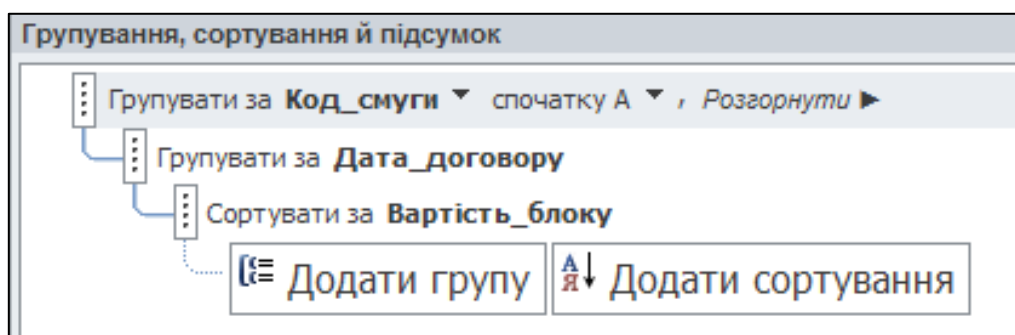 Групування, сортування й підсумок
Групувати за Код_смуги спочатку А , Розгорнути
Групувати за Дата_договору
Сортувати за Вартість_блоку
Додати групу А Я Додати сортування